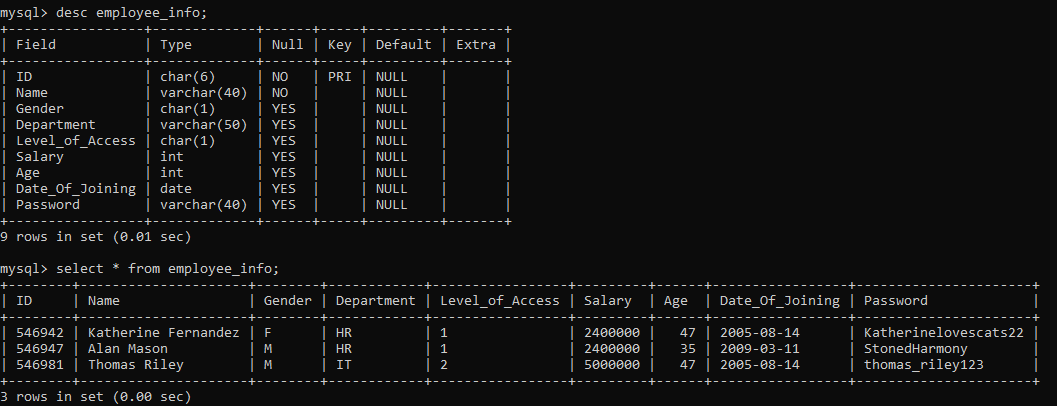 mysql> desc employee_info;
+-----------------+-------------+------+-----+---------+-------+
| Field           | Type        | Null | Key | Default | Extra |
+-----------------+-------------+------+-----+---------+-------+
| ID              | char(6)     | NO   | PRI | NULL    |       |
| Name            | varchar(40) | NO   |     | NULL    |       |
| Gender          | char(1)     | YES  |     | NULL    |       |
| Department      | varchar(50) | YES  |     | NULL    |       |
| Level_of_Access | char(1)     | YES  |     | NULL    |       |
| Salary          | int         | YES  |     | NULL    |       |
| Age             | int         | YES  |     | NULL    |       |
| Date_Of_Joining | date        | YES  |     | NULL    |       |
| Password        | varchar(40) | YES  |     | NULL    |       |
+-----------------+-------------+------+-----+---------+-------+
9 rows in set (0.01 sec)
mysql> select * from employee_info;
+--------+---------------------+--------+------------+-----------------+---------+------+-----------------+----------------------+
| ID     | Name                | Gender | Department | Level_of_Access | Salary  | Age  | Date_Of_Joining | Password             |
+--------+---------------------+--------+------------+-----------------+---------+------+-----------------+----------------------+
| 546942 | Katherine Fernandez | F      | HR         | 1               | 2400000 |   47 | 2005-08-14      | Katherinelovescats22 |
| 546947 | Alan Mason          | M      | HR         | 1               | 2400000 |   35 | 2009-03-11      | StonedHarmony        |
| 546981 | Thomas Riley        | M      | IT         | 2               | 5000000 |   47 | 2005-08-14      | thomas_riley123      |
+--------+---------------------+--------+------------+-----------------+---------+------+-----------------+----------------------+
3 rows in set (0.00 sec)